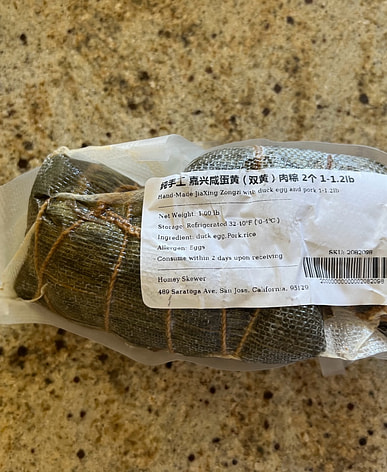 纯手工 嘉兴咸蛋黄（双黄）肉粽 2个 1-1.2lb
Hand-Made JiaXing Zongzi with duck egg and pork 1-1.2lb
Net Weight: 1.00 lb
Storage: Refrigerated 32-40°F (0-4°C)
Ingredient: duck egg,Pork,rice
Allergen: Eggs
Consume within 2 days upon receiving
SKU: 2082098
Homey Skewer
489 Saratoga Ave, San Jose, California, 95129